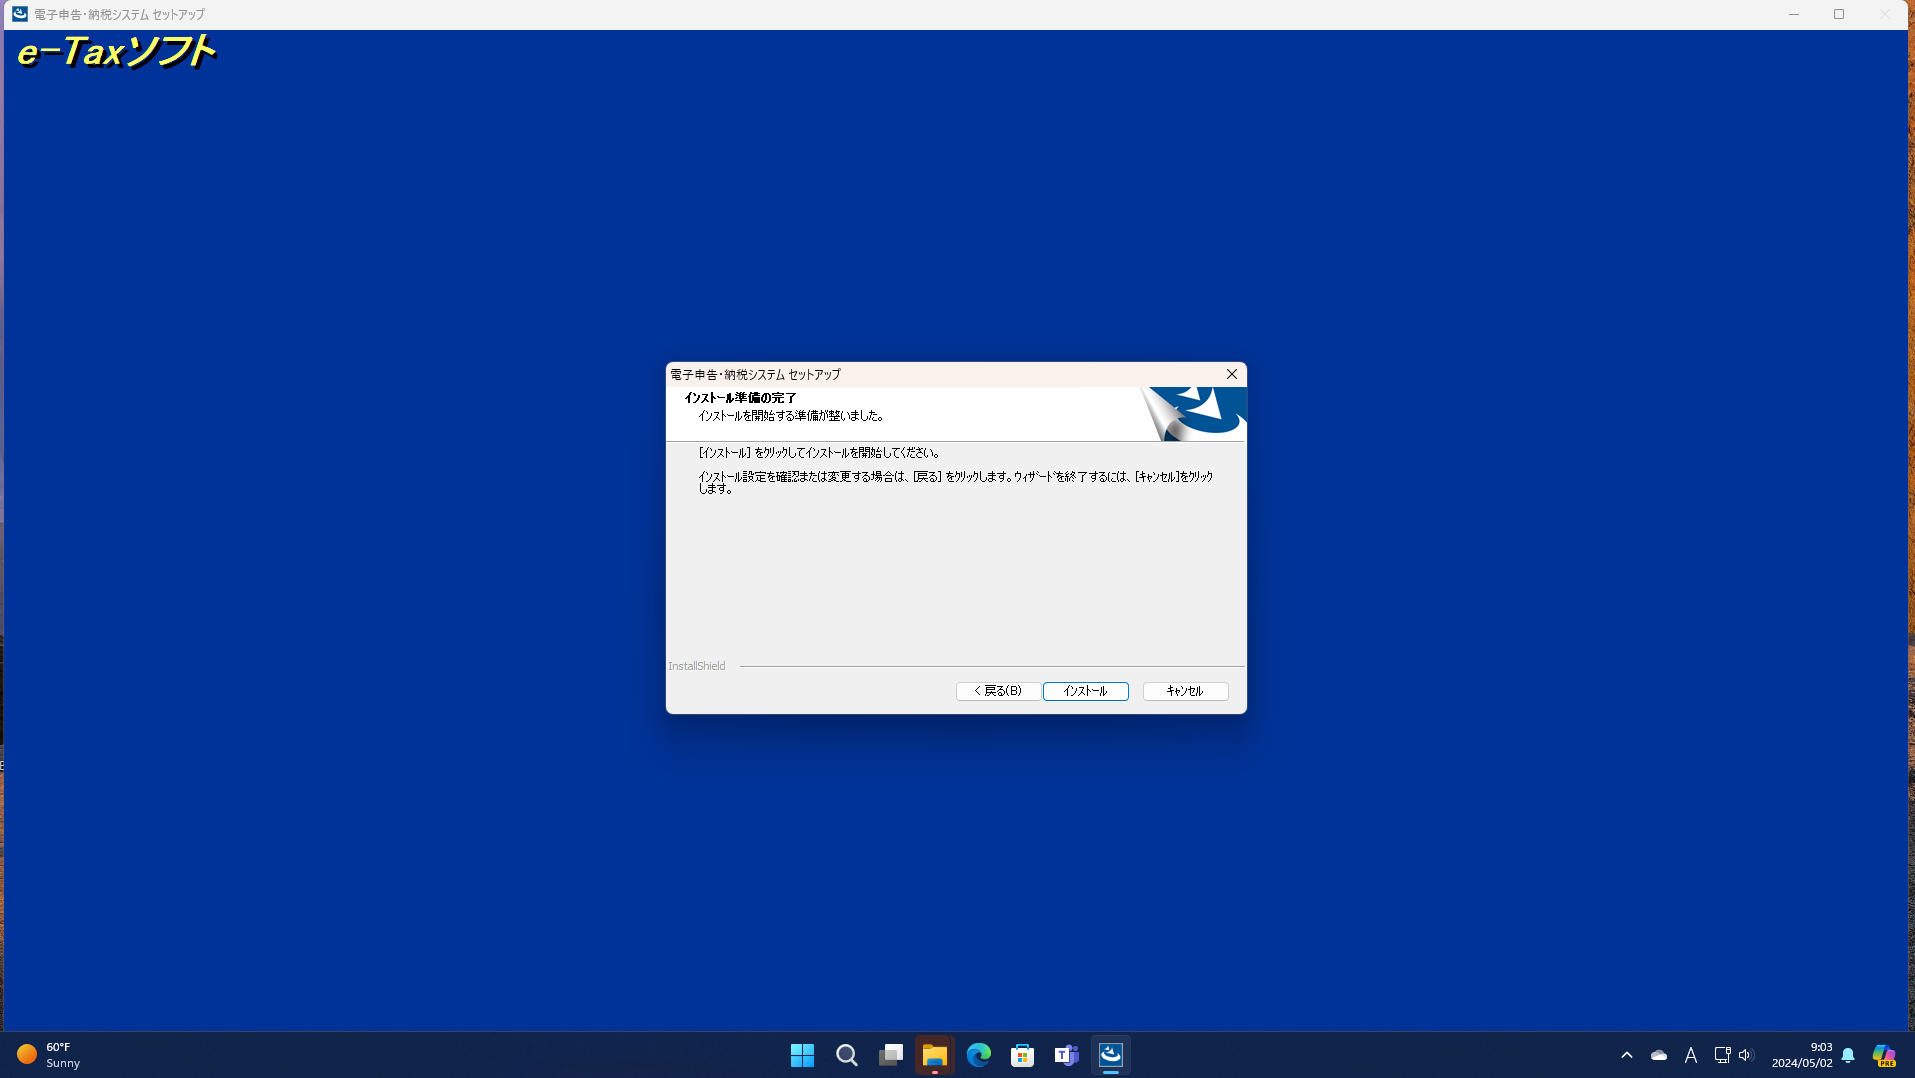 電子申告・納税システム セットアップ
e-Taxソフト
電子申告・納税システム セットアップ
インストール準備の完了
インストールを開始する準備が整いました。
[インストール] をクリックしてインストールを開始してください。
インストール設定を確認または変更する場合は、[戻る] をクリックします。ウィザードを終了するには、[キャンセル]をクリック
します。
InstallShield
< 戻る(B)
インストール
キャンセル
60°F
Sunny
A
9:03
2024/05/02
PRE